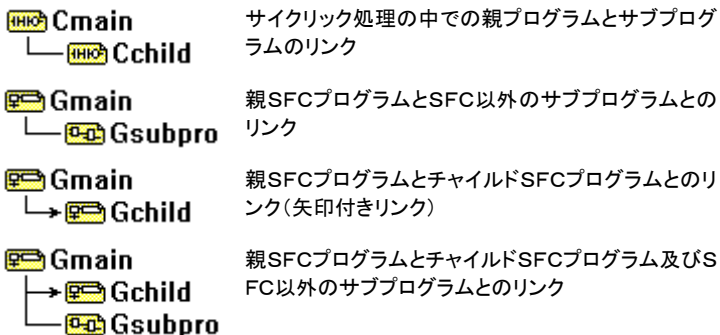 Cmain
Cchild
サイクリック処理の中での親プログラムとサブプログ
ラムのリンク
Gmain
Gsubpro
親SFCプログラムとSFC以外のサブプログラムとの
リンク
Gmain
Gchild
親SFCプログラムとチャイルドSFCプログラムとのリ
ンク(矢印付きリンク)
Gmain
Gchild
Gsubpro
親SFCプログラムとチャイルドSFCプログラム及びS
FC以外のサブプログラムとのリンク